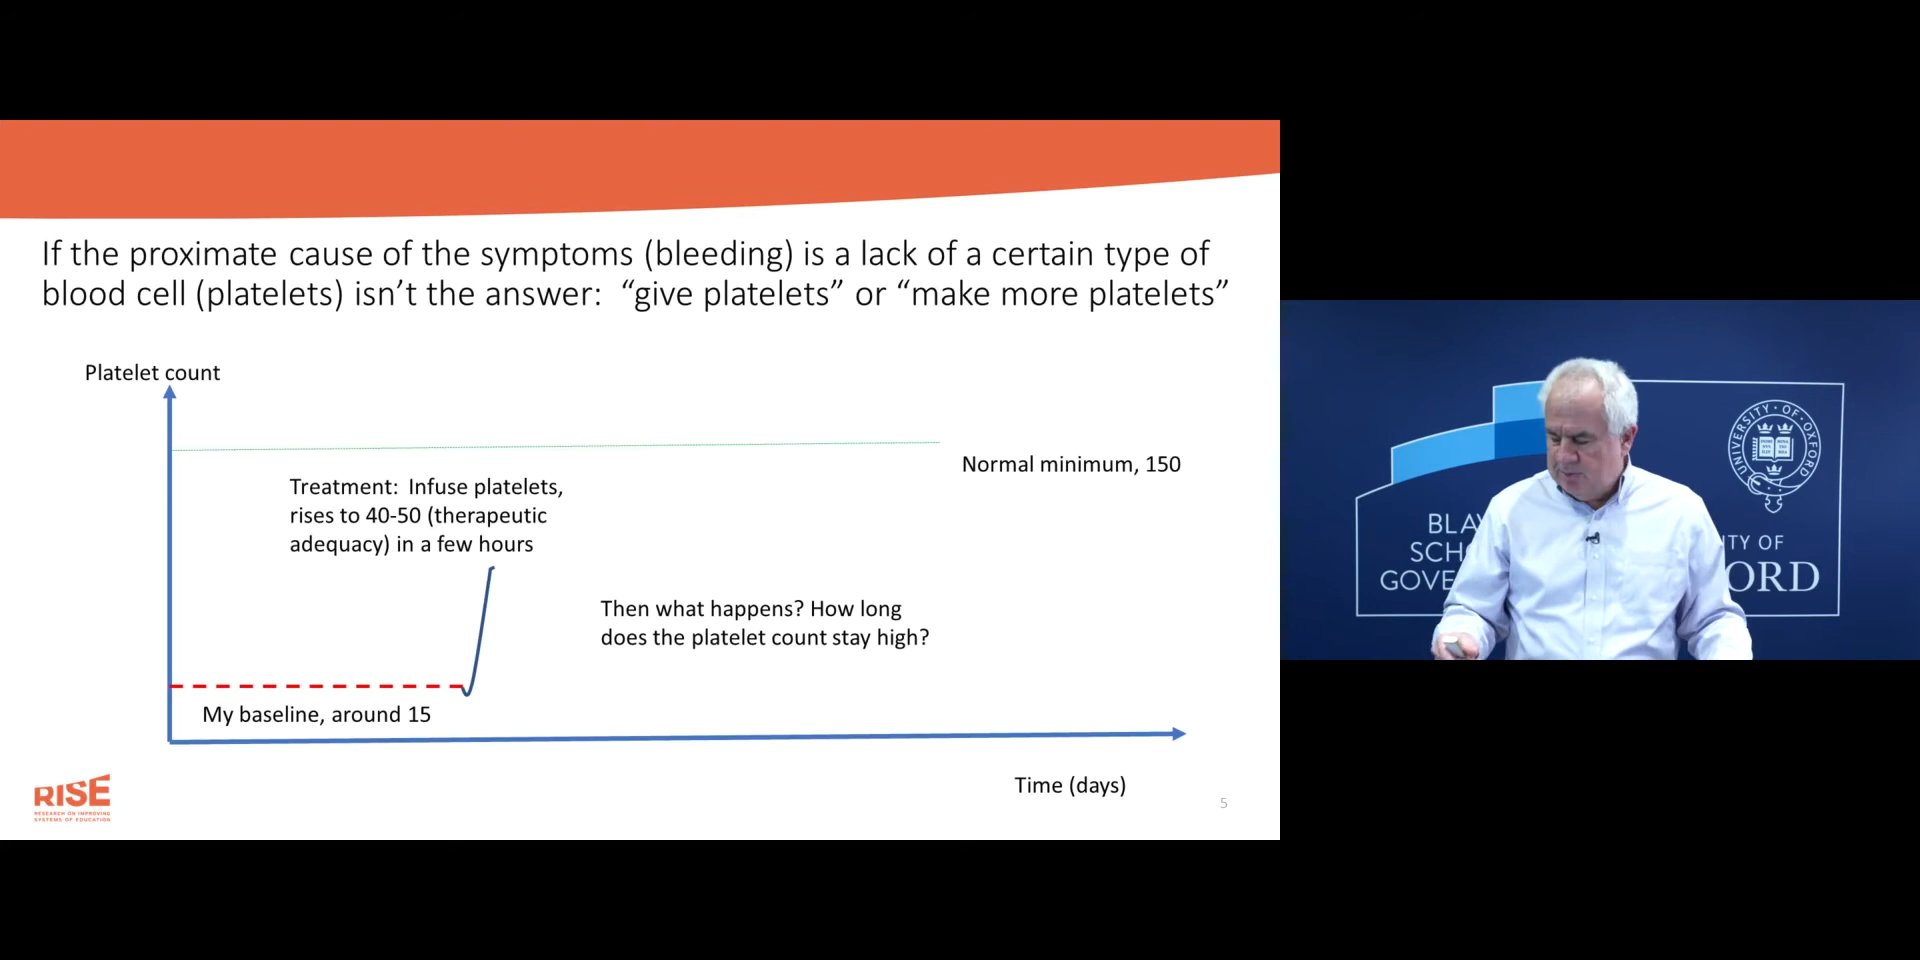 If the proximate cause of the symptoms (bleeding) is a lack of a certain type of
blood cell (platelets) isn’t the answer:  “give platelets” or “make more platelets”
Platelet count
Normal minimum, 150
Treatment:  Infuse platelets,
rises to 40-50 (therapeutic
adequacy) in a few hours
Then what happens? How long
does the platelet count stay high?
My baseline, around 15
Time (days)
RISE
RESEARCH ON IMPROVING
SYSTEMS OF EDUCATION
5
BLAV
SCH
GOVE
UNIVERSITY · OF · OXFORD
ITY OF
ORD